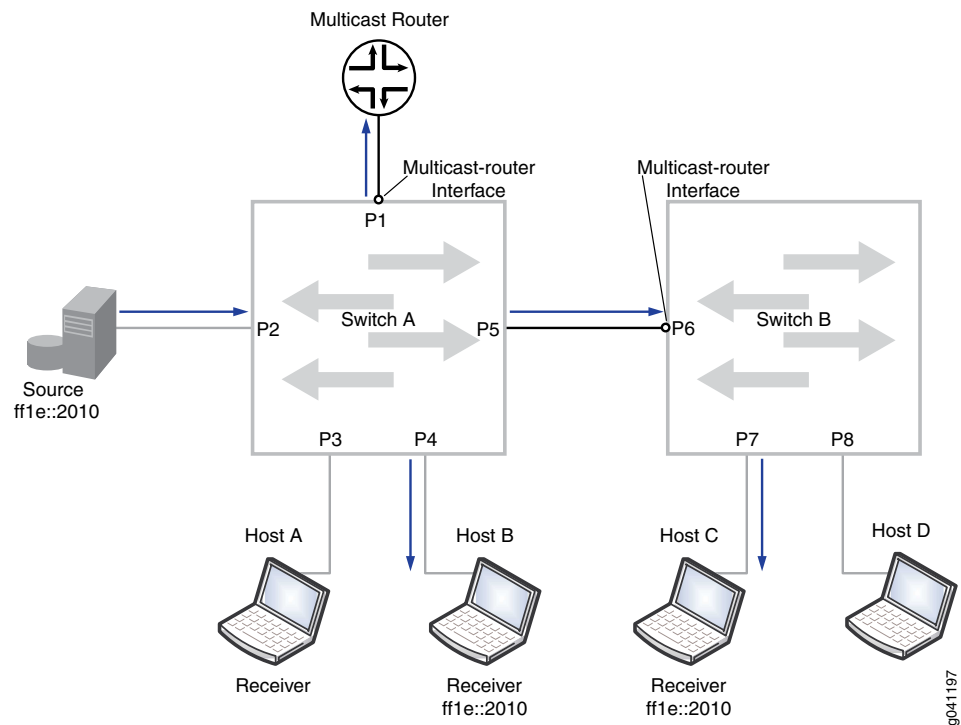 Multicast Router
Multicast-router
Interface
Multicast-router
Interface
P1
P2
Switch A
P5
P6
Switch B
Source
ff1e::2010
P3
P4
P7
P8
Host A
Host B
Host C
Host D
Receiver
Receiver
ff1e::2010
Receiver
ff1e::2010
g041197